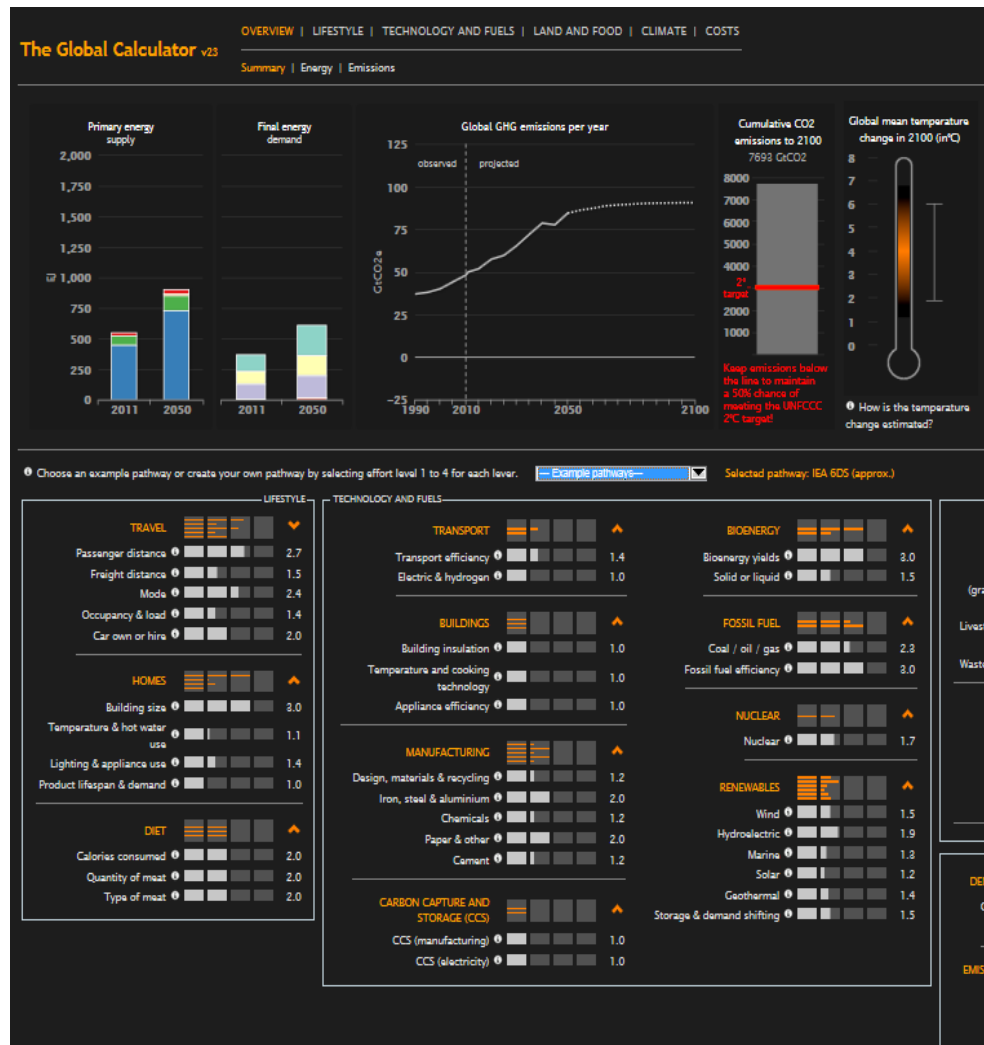 The Global Calculator v23
OVERVIEW | LIFESTYLE | TECHNOLOGY AND FUELS | LAND AND FOOD | CLIMATE | COSTS
Summary | Energy | Emissions
Primary energy
supply
2,000
1,750
1,500
1,250
EJ 1,000
750
500
250
0
2011 2050
Final energy
demand
2011 2050
Global GHG emissions per year
125
observed projected
100
75
GtCO2e
50
25
0
-25
1990 2010 2050 2100
Cumulative CO2
emissions to 2100
7693 GtCO2
8000
7000
6000
5000
4000
2°
target
2000
1000
Keep emissions below
the line to maintain
a 50% chance of
meeting the UNFCCC
2°C target!
Global mean temperature
change in 2100 (in°C)
8
7
6
5
4
3
2
1
0
How is the temperature
change estimated?
Choose an example pathway or create your own pathway by selecting effort level 1 to 4 for each lever.
--- Example pathways---
Selected pathway: IEA 6DS (approx.)
LIFESTYLE
TRAVEL
Passenger distance 2.7
Freight distance 1.5
Mode 2.4
Occupancy & load 1.4
Car own or hire 2.0
HOMES
Building size 3.0
Temperature & hot water
use 1.1
Lighting & appliance use 1.4
Product lifespan & demand 1.0
DIET
Calories consumed 2.0
Quantity of meat 2.0
Type of meat 2.0
TECHNOLOGY AND FUELS
TRANSPORT
Transport efficiency 1.4
Electric & hydrogen 1.0
BUILDINGS
Building insulation 1.0
Temperature and cooking
technology 1.0
Appliance efficiency 1.0
MANUFACTURING
Design, materials & recycling 1.2
Iron, steel & aluminium 2.0
Chemicals 1.2
Paper & other 2.0
Cement 1.2
CARBON CAPTURE AND
STORAGE (CCS)
CCS (manufacturing) 1.0
CCS (electricity) 1.0
BIOENERGY
Bioenergy yields 3.0
Solid or liquid 1.5
FOSSIL FUEL
Coal / oil / gas 2.3
Fossil fuel efficiency 3.0
NUCLEAR
Nuclear 1.7
RENEWABLES
Wind 1.5
Hydroelectric 1.9
Marine 1.3
Solar 1.2
Geothermal 1.4
Storage & demand shifting 1.5
(gra
Livest
Waste
DE
EMIS